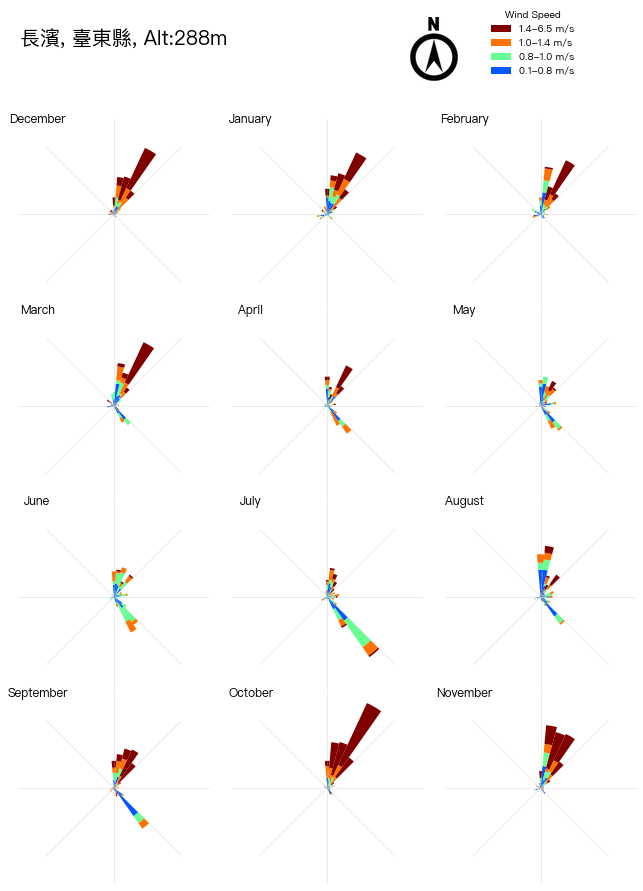 長濱, 臺東縣, Alt:288m
N
Wind Speed
1.4–6.5 m/s
1.0–1.4 m/s
0.8–1.0 m/s
0.1–0.8 m/s
December
January
February
March
April
May
June
July
August
September
October
November